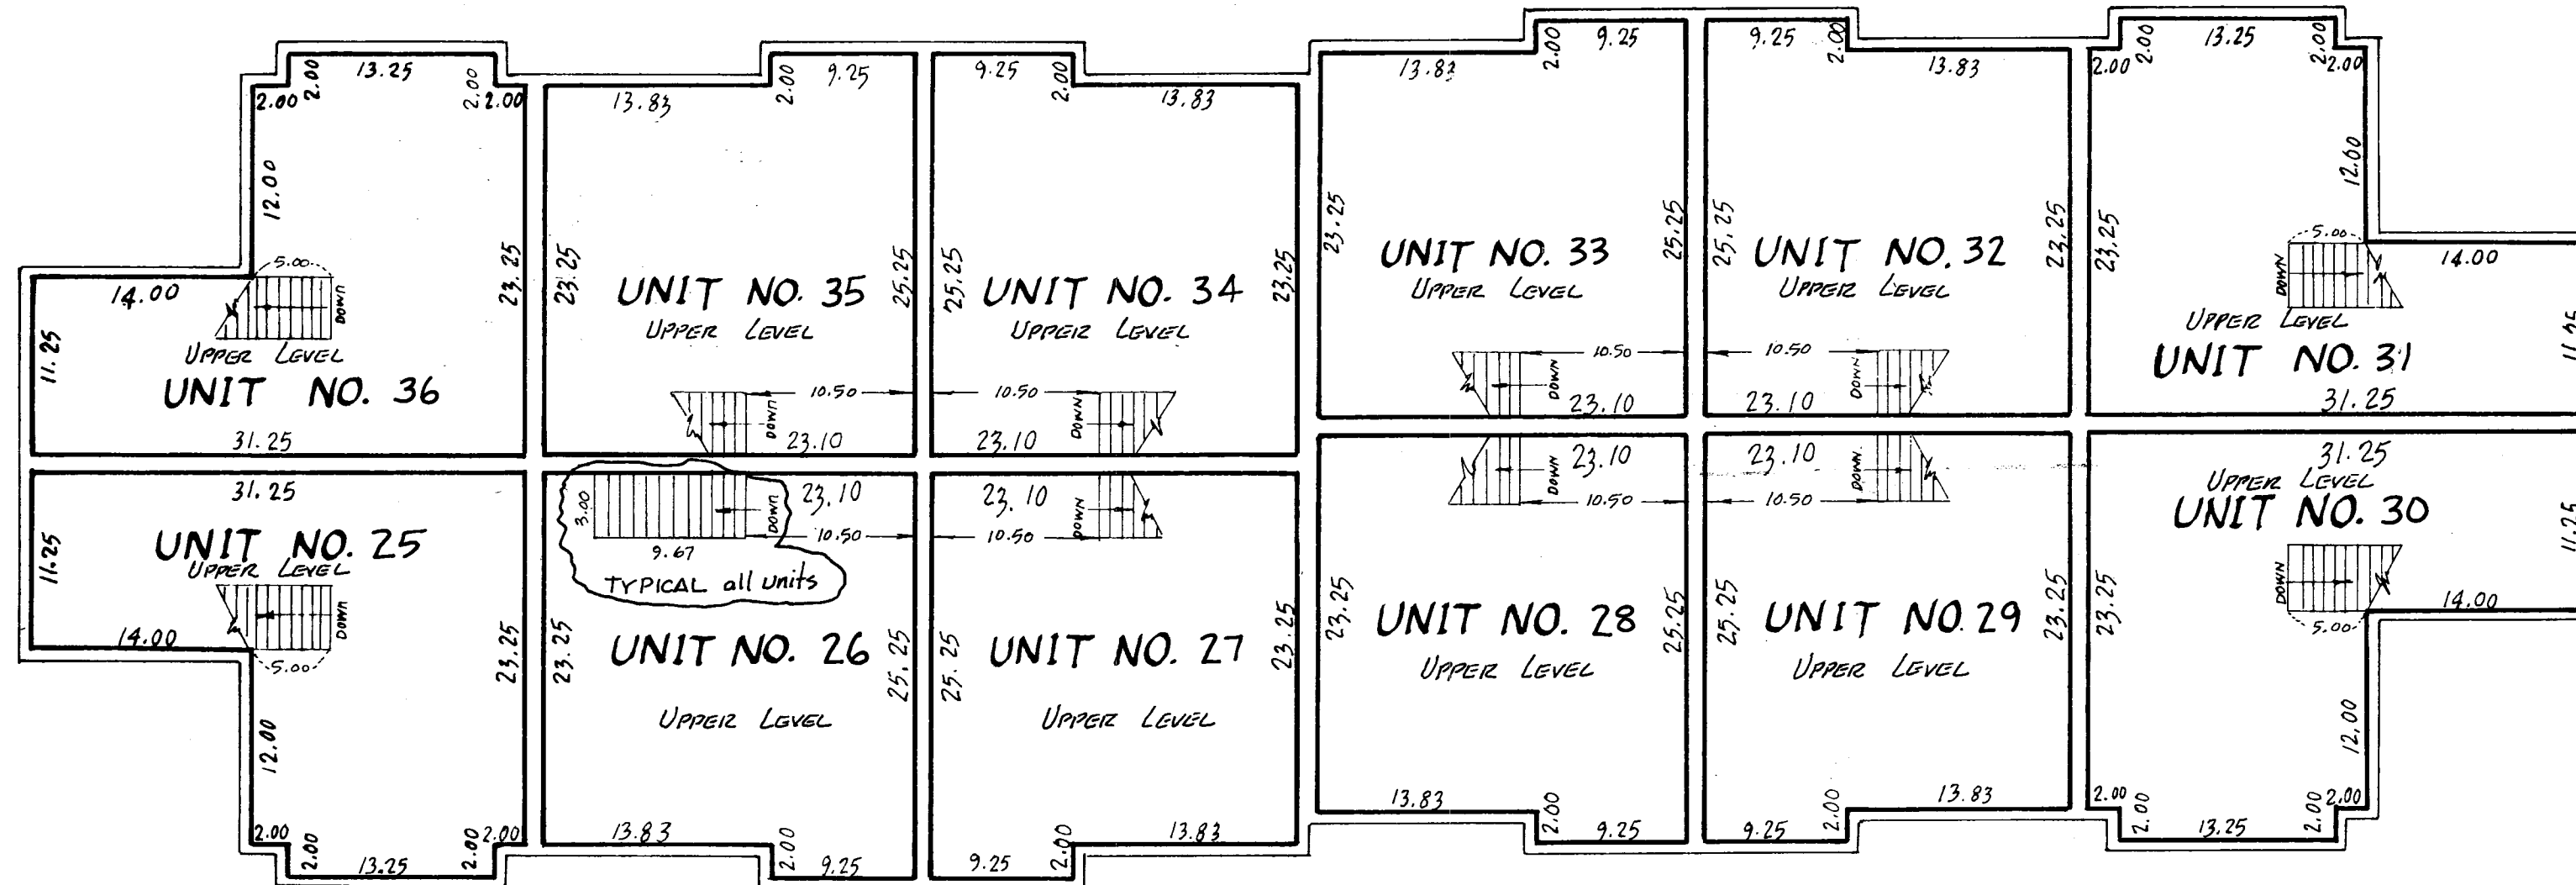 2.00
2.00
13.25
2.00
2.00
12.00
5.00
14.00
DOWN
11.25
23.25
UPPER LEVEL
UNIT NO. 36
31.25
13.83
2.00
9.25
23.25
25.25
UNIT NO. 35
UPPER LEVEL
10.50
DOWN
23.10
9.25
2.00
13.83
25.25
23.25
UNIT NO. 34
UPPER LEVEL
10.50
DOWN
23.10
13.83
2.00
9.25
23.25
25.25
UNIT NO. 33
UPPER LEVEL
10.50
DOWN
23.10
9.25
2.00
13.83
25.25
23.25
UNIT NO. 32
UPPER LEVEL
10.50
DOWN
23.10
2.00
2.00
13.25
2.00
2.00
12.00
23.25
5.00
14.00
DOWN
11.25
UPPER LEVEL
UNIT NO. 31
31.25
31.25
11.25
UNIT NO. 25
UPPER LEVEL
DOWN
14.00
5.00
23.25
12.00
2.00
2.00
13.25
2.00
2.00
3.00
DOWN
23.10
10.50
9.67
TYPICAL all units
23.25
25.25
UNIT NO. 26
UPPER LEVEL
13.83
2.00
9.25
23.10
DOWN
10.50
25.25
23.25
UNIT NO. 27
UPPER LEVEL
9.25
2.00
13.83
23.10
DOWN
10.50
23.25
25.25
UNIT NO. 28
UPPER LEVEL
13.83
2.00
9.25
23.10
DOWN
10.50
25.25
23.25
UNIT NO. 29
UPPER LEVEL
9.25
2.00
13.83
31.25
UPPER LEVEL
UNIT NO. 30
11.25
DOWN
14.00
5.00
23.25
12.00
2.00
2.00
13.25
2.00
2.00